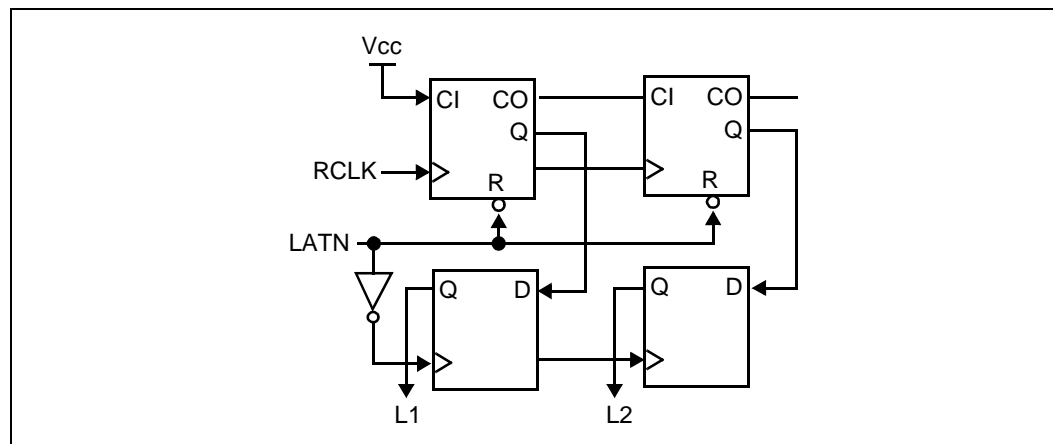 Vcc
CI CO
Q
RCLK
R
CI CO
Q
R
LATN
Q D
Q D
L1
L2